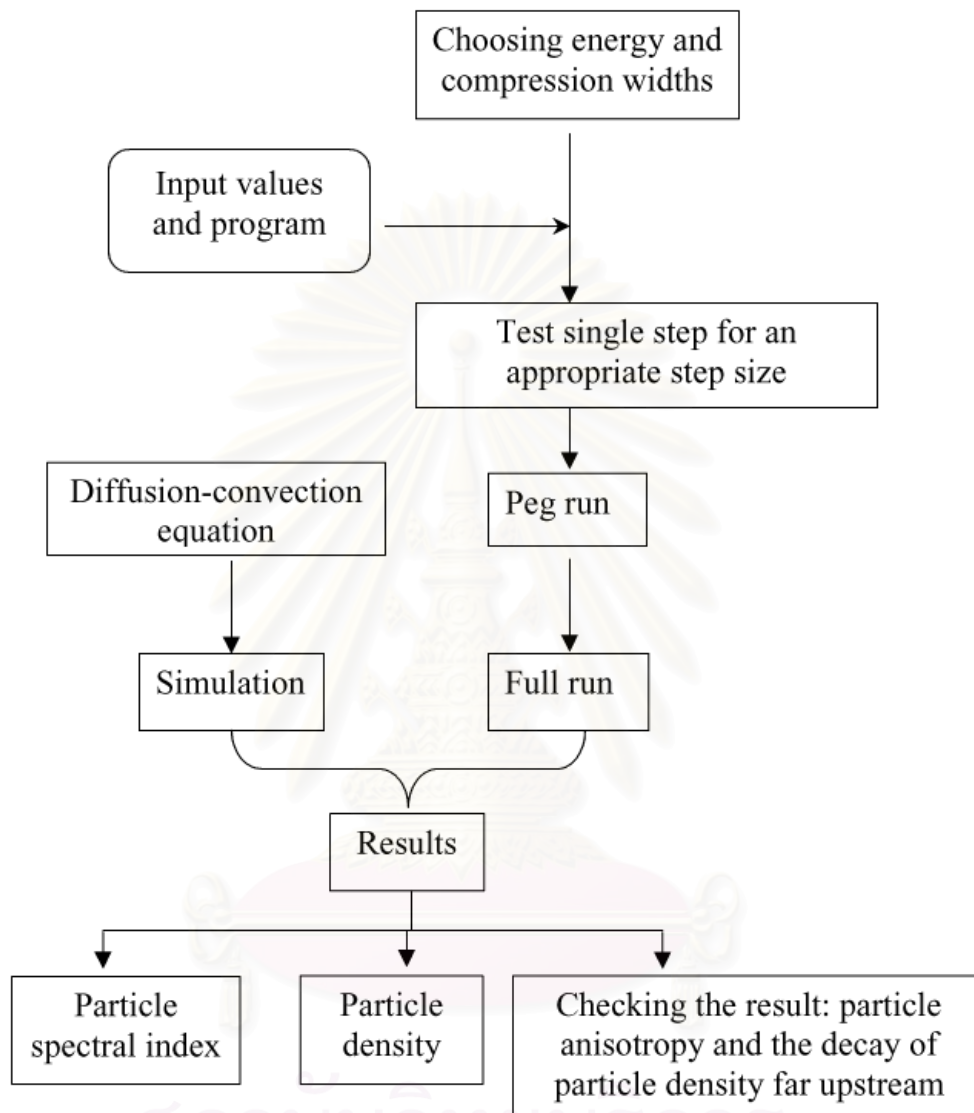 Choosing energy and
compression widths
Input values
and program
Test single step for an
appropriate step size
Diffusion-convection
equation
Peg run
Simulation
Full run
Results
Particle
spectral index
Particle
density
Checking the result: particle
anisotropy and the decay of
particle density far upstream